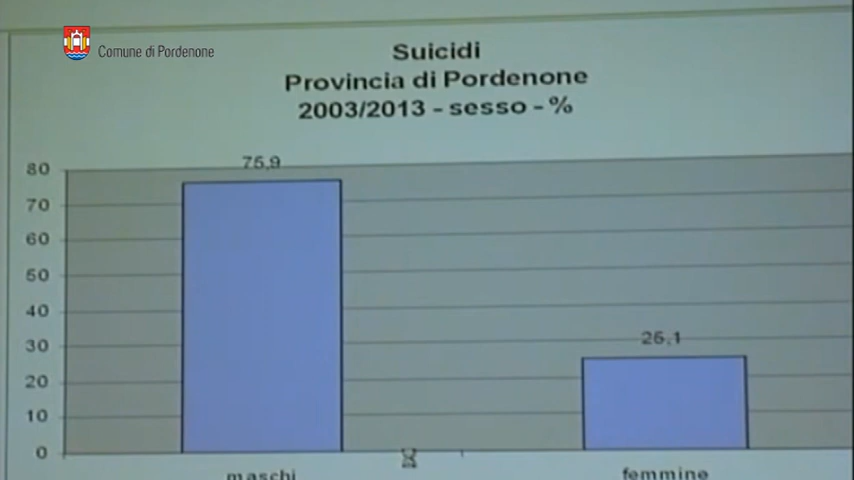 Comune di Pordenone
Suicidi
Provincia di Pordenone
2003/2013 - sesso - %
80
70
60
50
40
30
20
10
0
75,9
26,1
maschi
femmine